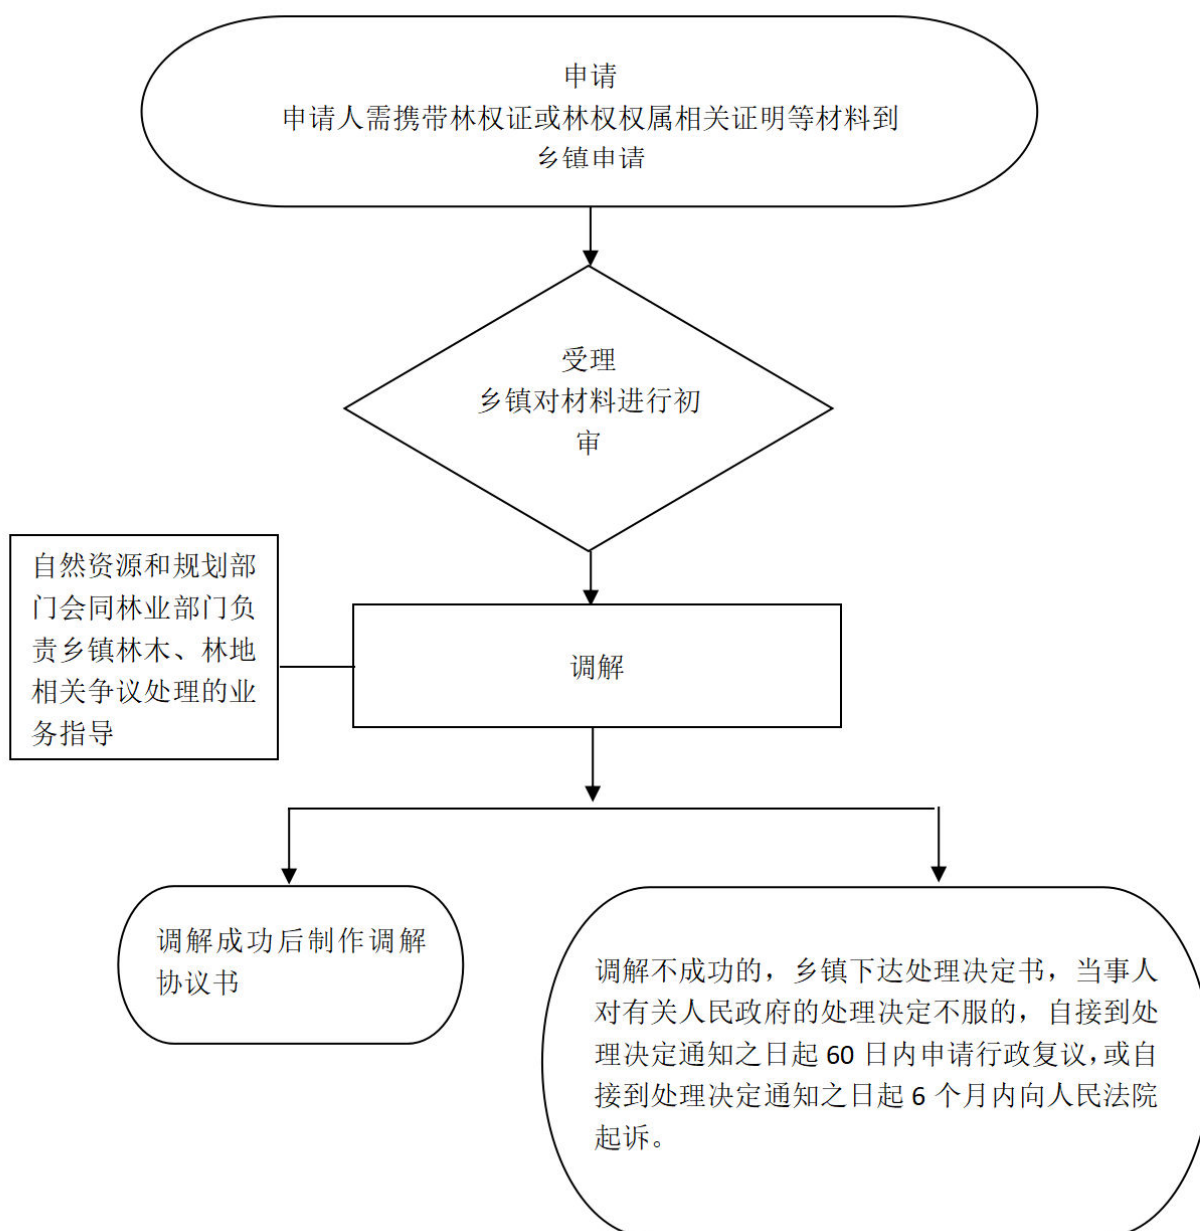 申请
申请人需携带林权证或林权权属相关证明等材料到
乡镇申请
受理
乡镇对材料进行初
审
自然资源和规划部
门会同林业部门负
责乡镇林木、林地
相关争议处理的业
务指导
调解
调解成功后制作调解
协议书
调解不成功的，乡镇下达处理决定书，当事人
对有关人民政府的处理决定不服的，自接到处
理决定通知之日起 60 日内申请行政复议，或自
接到处理决定通知之日起 6 个月内向人民法院
起诉。